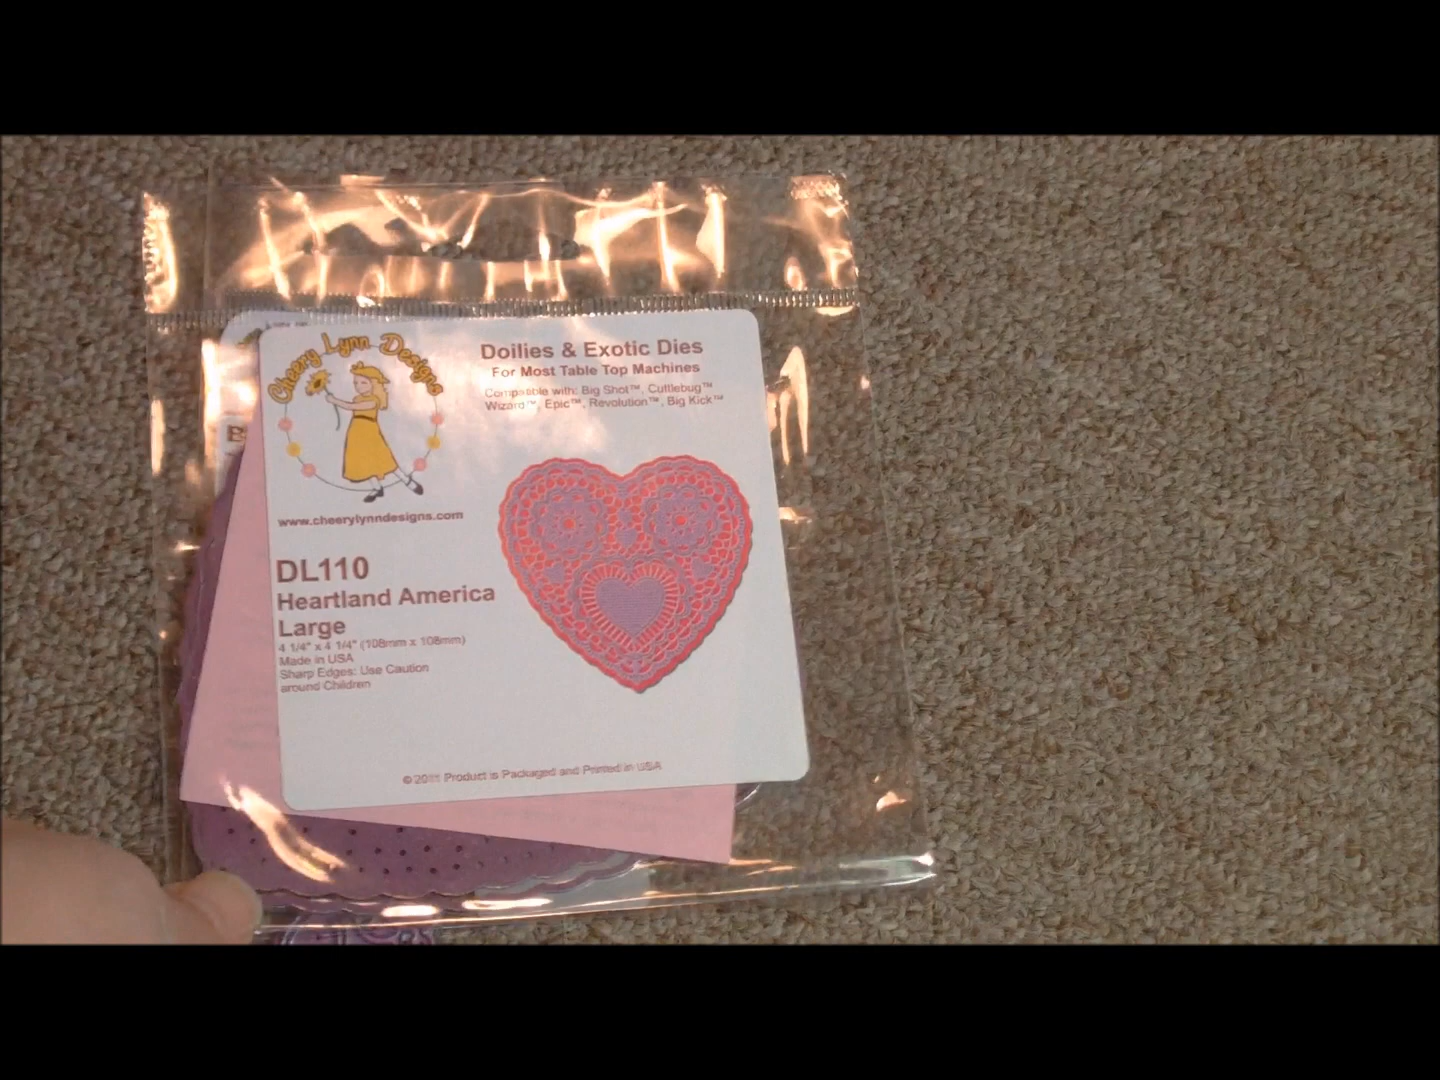 Cheery Lynn Designs
Doilies & Exotic Dies
For Most Table Top Machines
Compatible with: Big Shot™, Cuttlebug™
Wizard™, Epic™, Revolution™, Big Kick™
www.cheerylynndesigns.com
DL110
Heartland America
Large
4 1/4" x 4 1/4" (108mm x 108mm)
Made in USA
Sharp Edges: Use Caution
around Children
Product is Packaged and Printed in USA